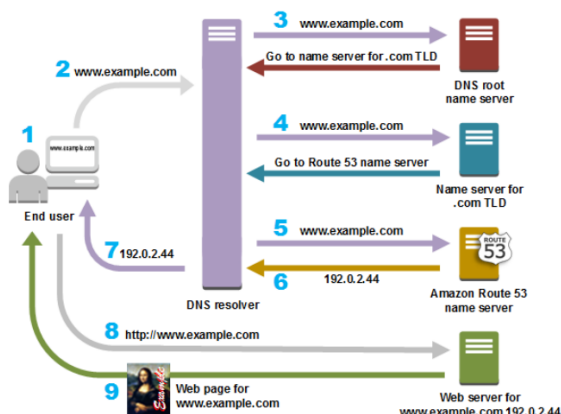 3 www.example.com
Go to name server for .com TLD
DNS root
name server
2 www.example.com
1
www.example.com
End user
4 www.example.com
Go to Route 53 name server
Name server for
.com TLD
5 www.example.com
6 192.0.2.44
ROUTE
53
Amazon Route 53
name server
7 192.0.2.44
DNS resolver
8 http://www.example.com
9
Example
Web page for
www.example.com
Web server for
www.example.com 192.0.2.44